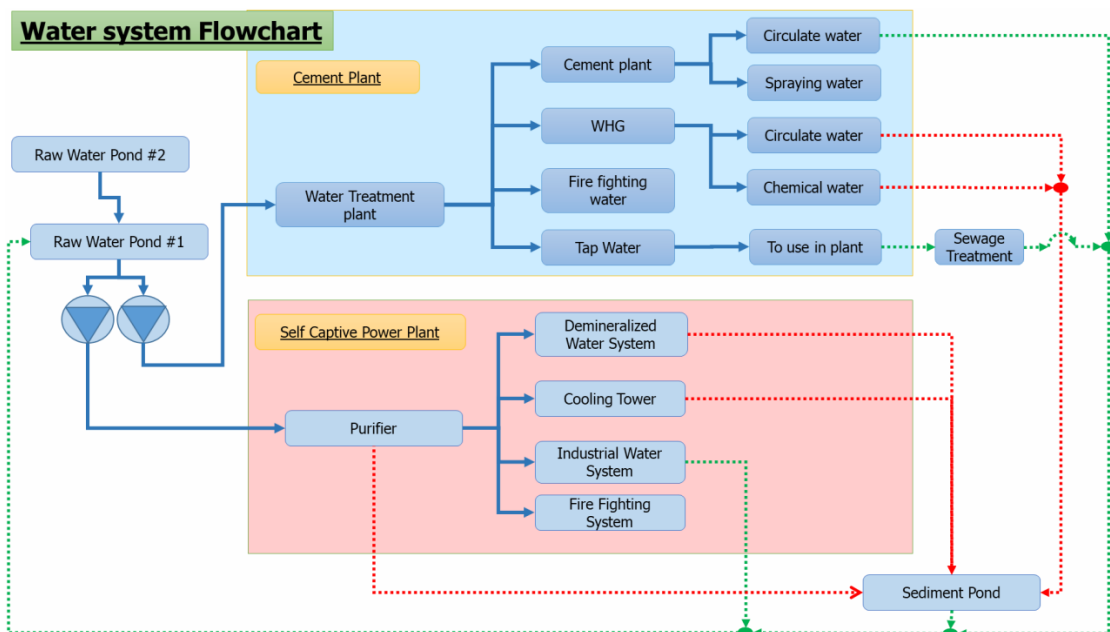 Water system Flowchart
Cement Plant
Cement plant
Circulate water
Spraying water
WHG
Circulate water
Chemical water
Raw Water Pond #2
Water Treatment
plant
Fire fighting
water
Raw Water Pond #1
Tap Water
To use in plant
Sewage
Treatment
Self Captive Power Plant
Demineralized
Water System
Cooling Tower
Purifier
Industrial Water
System
Fire Fighting
System
Sediment Pond